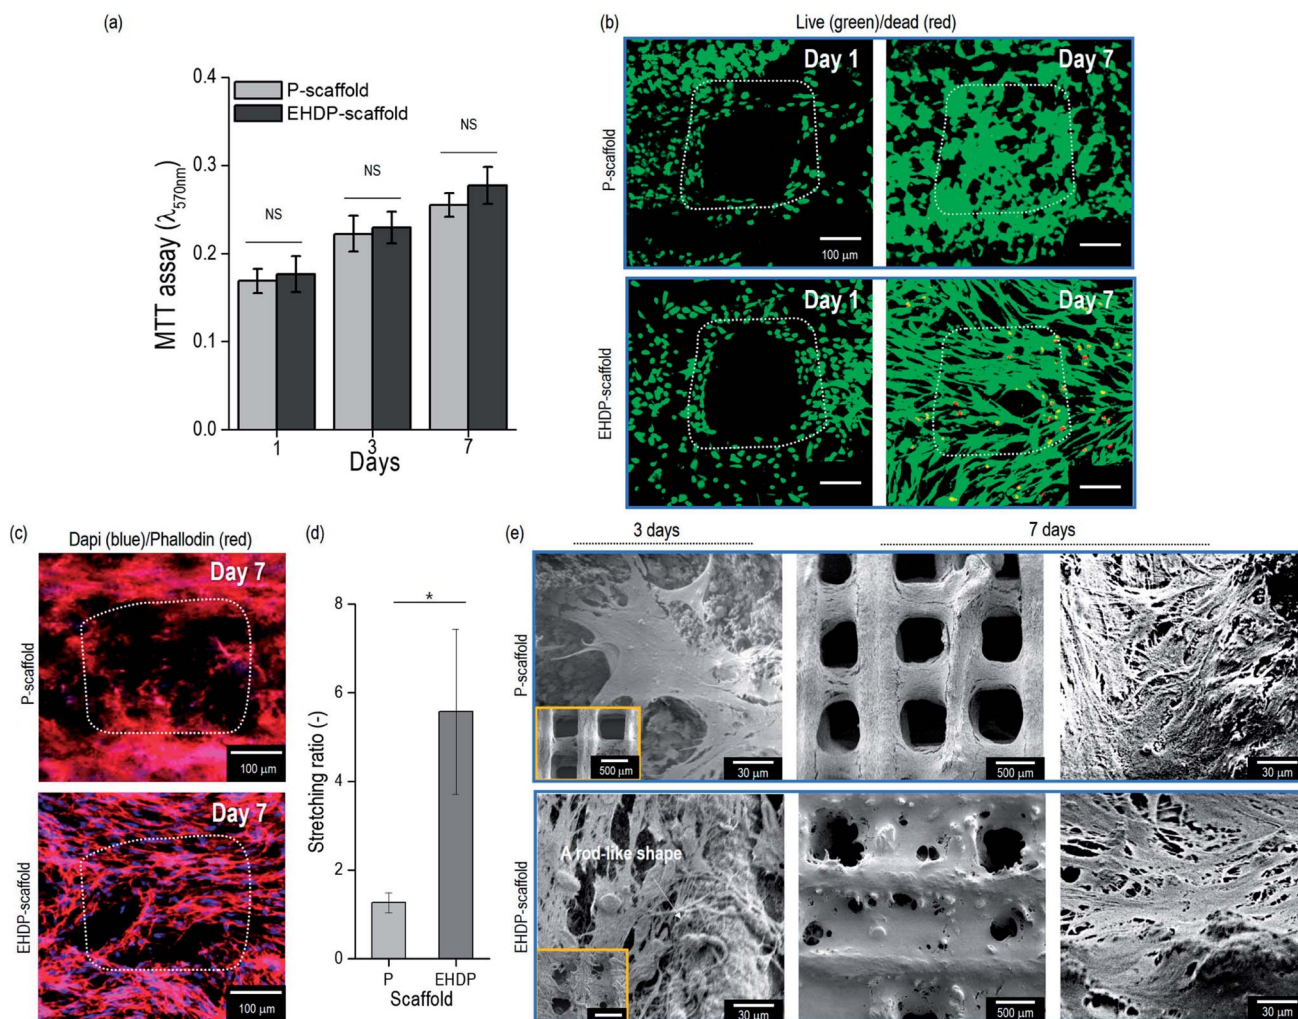 (a)
0.4
0.3
0.2
0.1
0.0
MTT assay (λ570nm)
P-scaffold
EHDP-scaffold
NS
NS
NS
1
3
7
Days
(b)
Live (green)/dead (red)
P-scaffold
Day 1
100 μm
Day 7
EHDP-scaffold
Day 1
Day 7
(c)
Dapi (blue)/Phallodin (red)
P-scaffold
Day 7
100 μm
EHDP-scaffold
Day 7
100 μm
(d)
8
6
4
2
0
Stretching ratio (-)
*
P
EHDP
Scaffold
(e)
3 days
7 days
P-scaffold
500 μm
30 μm
500 μm
30 μm
EHDP-scaffold
A rod-like shape
30 μm
500 μm
30 μm